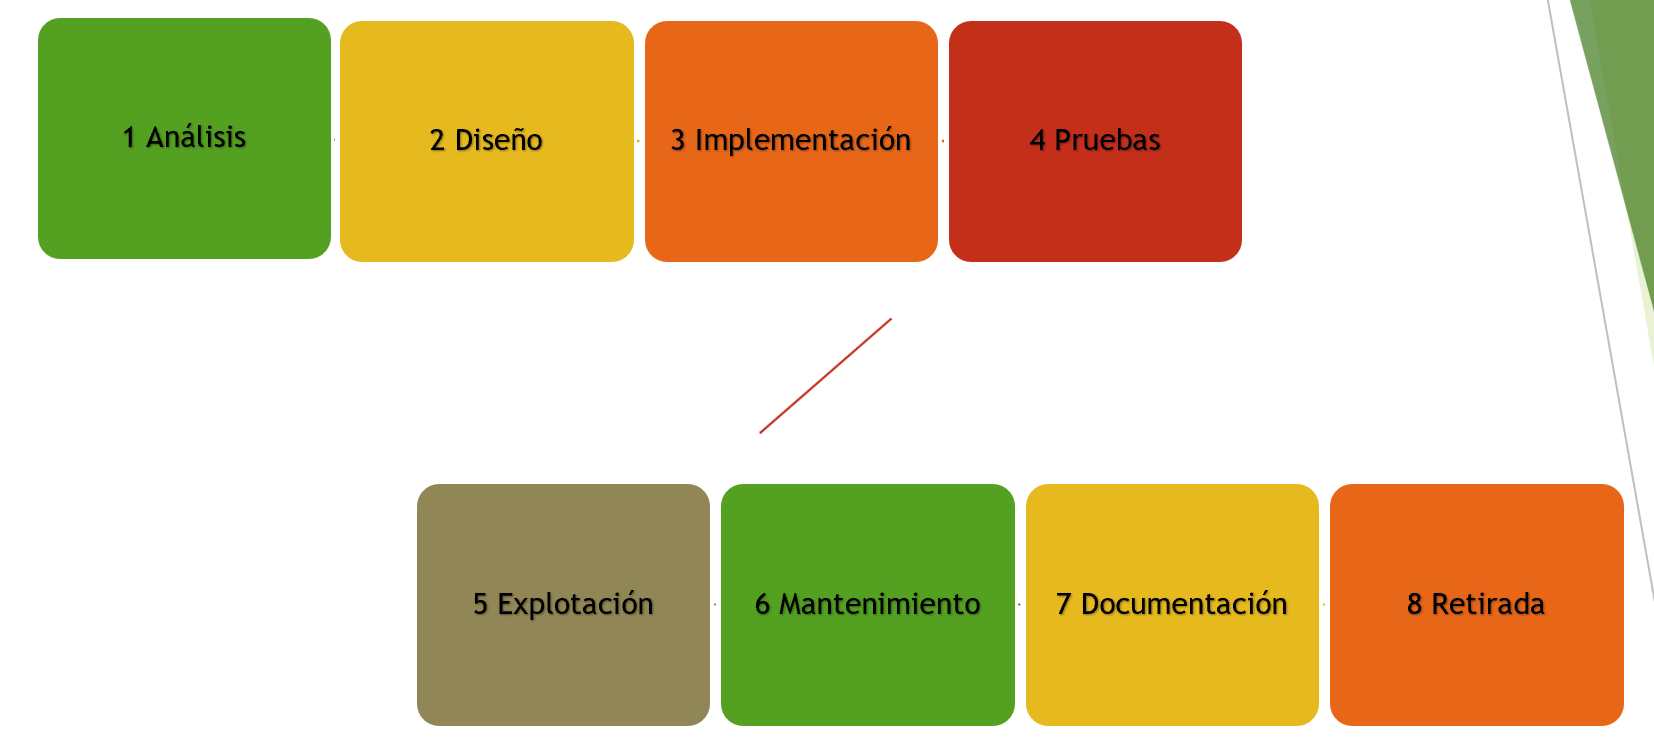 1 Análisis
2 Diseño
3 Implementación
4 Pruebas
5 Explotación
6 Mantenimiento
7 Documentación
8 Retirada